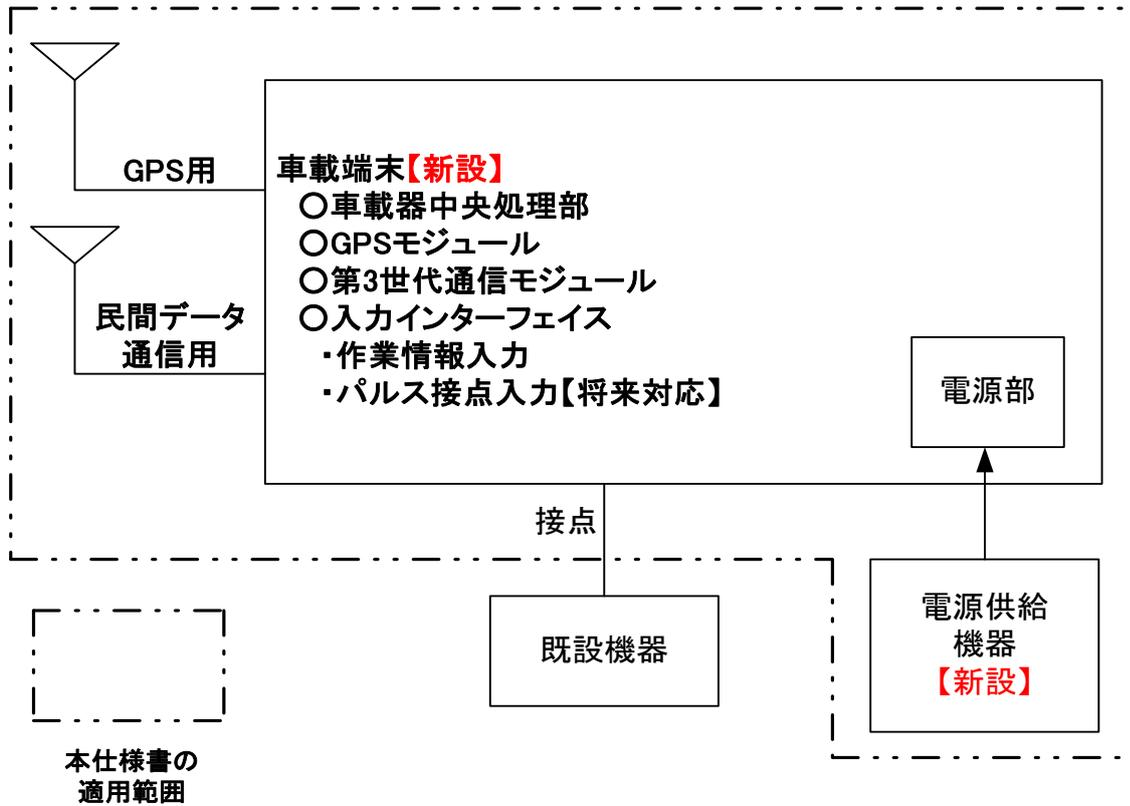 GPS用
車載端末【新設】
○車載器中央処理部
○GPSモジュール
○第3世代通信モジュール
○入力インターフェイス
・作業情報入力
・パルス接点入力【将来対応】
民間データ
通信用
電源部
接点
既設機器
電源供給
機器
【新設】
本仕様書の
適用範囲